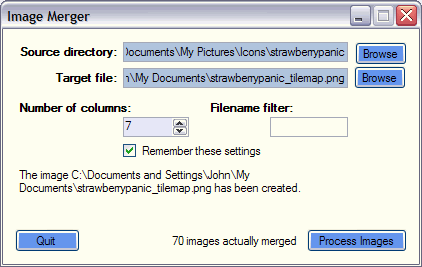 Image Merger
Source directory: Documents\My Pictures\Icons\strawberrypanic Browse
Target file: \My Documents\strawberrypanic_tilemap.png Browse
Number of columns: Filename filter:
7
Remember these settings
The image C:\Documents and Settings\John\My
Documents\strawberrypanic_tilemap.png has been created.
Quit 70 images actually merged Process Images